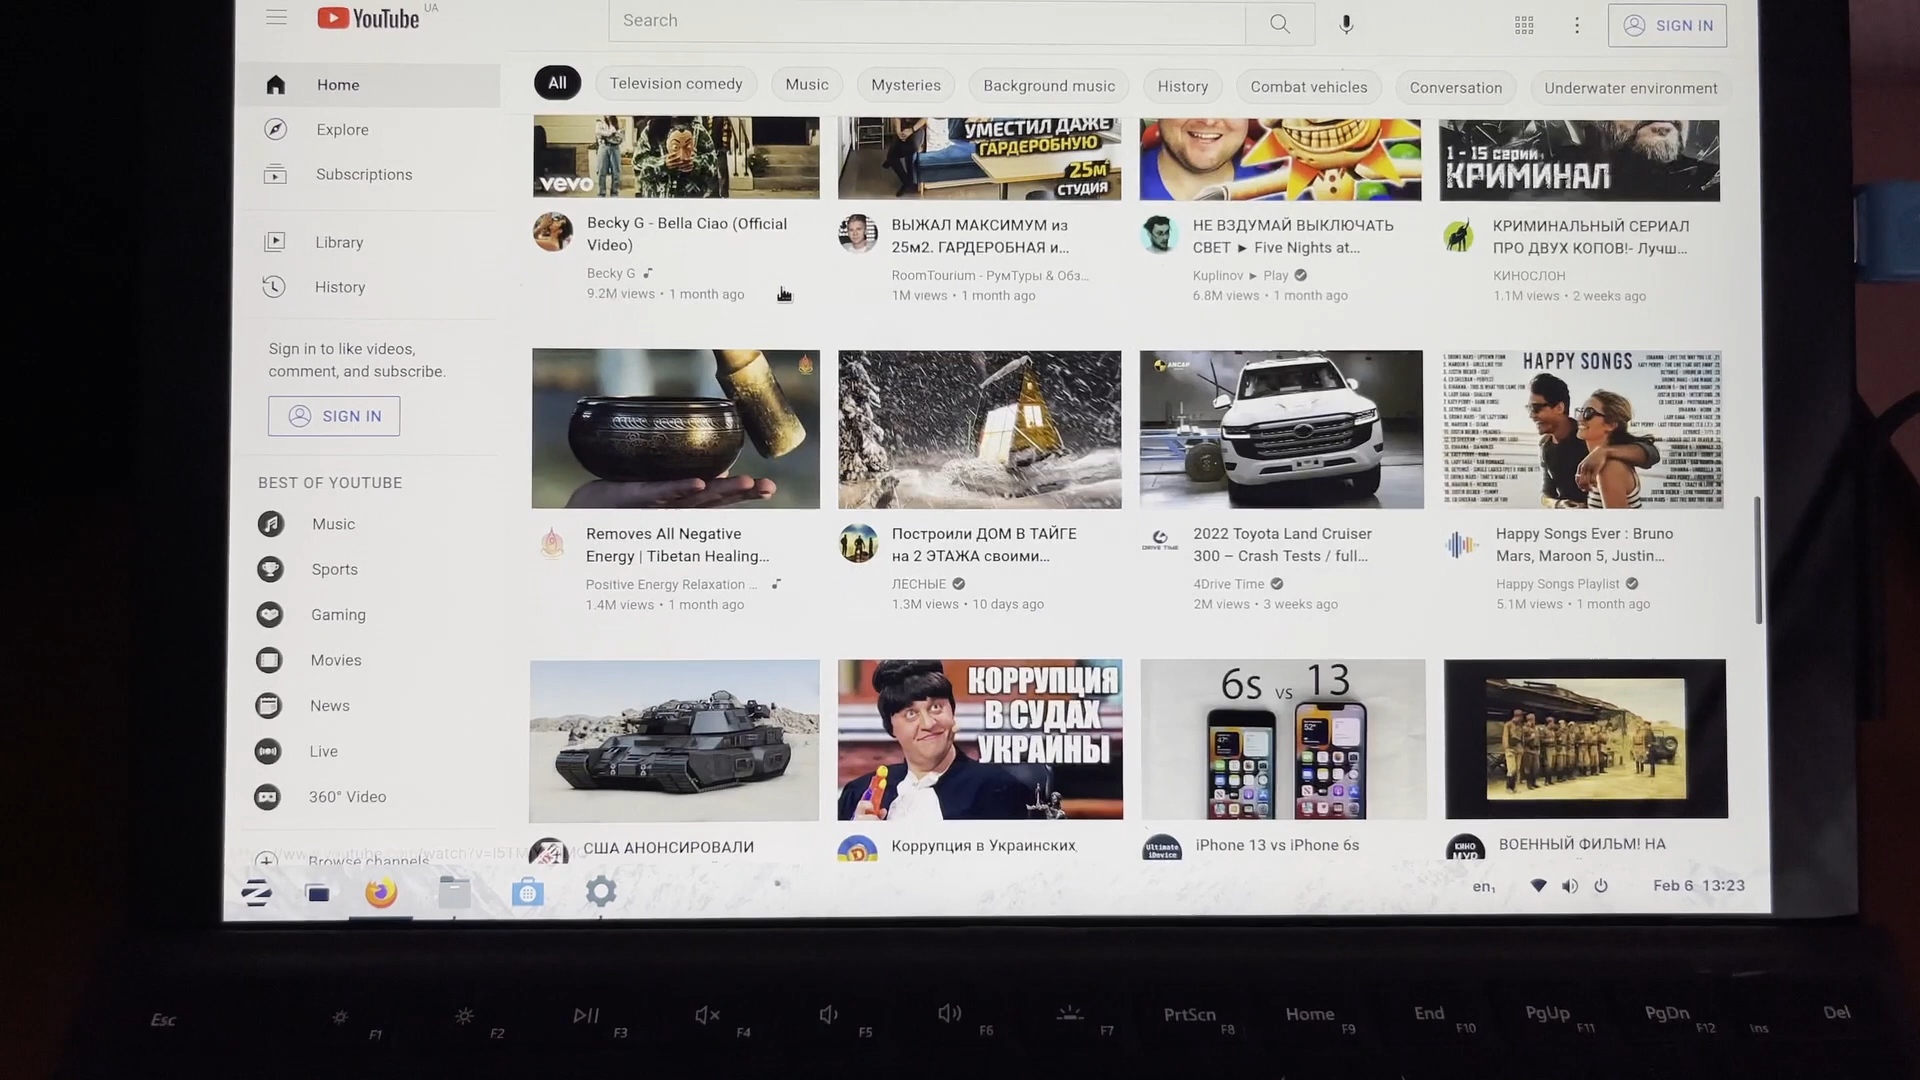 YouTube UA
Search
SIGN IN
Home
Explore
Subscriptions
Library
History
Sign in to like videos,
comment, and subscribe.
SIGN IN
BEST OF YOUTUBE
Music
Sports
Gaming
Movies
News
Live
360° Video
Browse channels
All
Television comedy
Music
Mysteries
Background music
History
Combat vehicles
Conversation
Underwater environment
vevo
УМЕСТИЛ ДАЖЕ
ГАРДЕРОБНУЮ
25м²
СТУДИЯ
1 - 15 серии
КРИМИНАЛ
Becky G - Bella Ciao (Official
Video)
Becky G
9.2M views • 1 month ago
ВЫЖАЛ МАКСИМУМ из
25м2. ГАРДЕРОБНАЯ и...
RoomTourium - РумТуры & Обз...
1M views • 1 month ago
НЕ ВЗДУМАЙ ВЫКЛЮЧАТЬ
СВЕТ ► Five Nights at...
Kuplinov ► Play
6.8M views • 1 month ago
КРИМИНАЛЬНЫЙ СЕРИАЛ
ПРО ДВУХ КОПОВ!- Лучш...
КИНОСЛОН
1.1M views • 2 weeks ago
ANCAP
HAPPY SONGS
Removes All Negative
Energy | Tibetan Healing...
Positive Energy Relaxation ...
1.4M views • 1 month ago
Построили ДОМ В ТАЙГЕ
на 2 ЭТАЖА своими...
ЛЕСНЫЕ
1.3M views • 10 days ago
DRIVE TIME
2022 Toyota Land Cruiser
300 – Crash Tests / full...
4Drive Time
2M views • 3 weeks ago
Happy Songs Ever : Bruno
Mars, Maroon 5, Justin...
Happy Songs Playlist
5.1M views • 1 month ago
КОРРУПЦИЯ
В СУДАХ
УКРАИНЫ
6s vs 13
США АНОНСИРОВАЛИ
Коррупция в Украинских
Ultimate
iDevice
iPhone 13 vs iPhone 6s
КИНО
МУР
ВОЕННЫЙ ФИЛЬМ! НА
en₁
Feb 6 13:23
Esc
F1
F2
F3
F4
F5
F6
F7
PrtScn F8
Home F9
End F10
PgUp F11
PgDn F12
Ins
Del